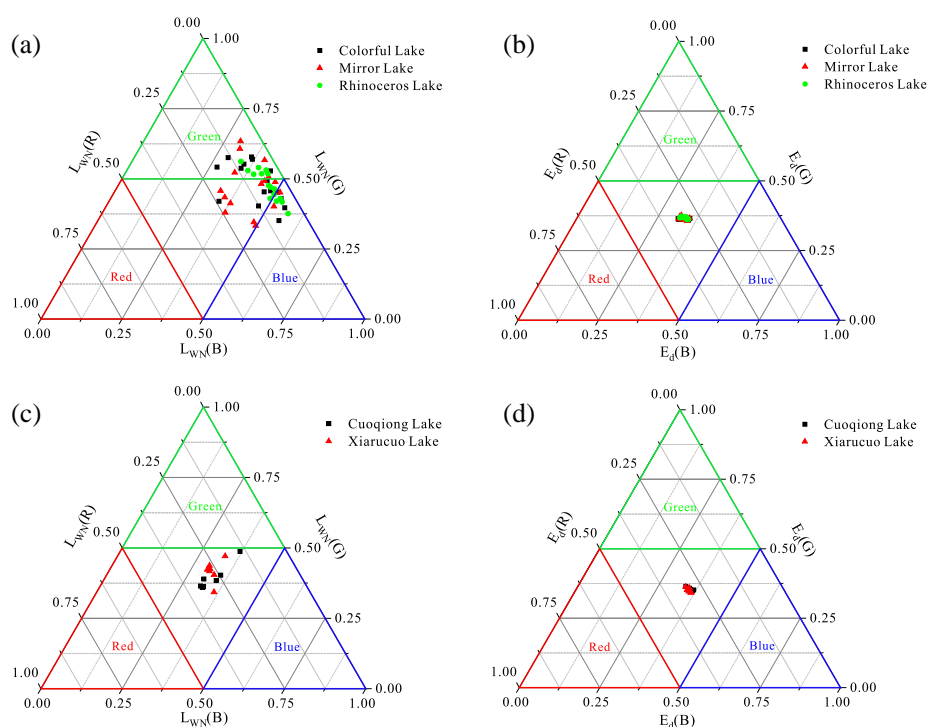 (a)
0.00
1.00
Colorful Lake
Mirror Lake
Rhinoceros Lake
0.25
0.75
L_WN(R)
Green
L_WN(G)
0.50
0.50
0.75
0.25
Red
Blue
1.00
0.00
0.00
0.25
0.50
0.75
1.00
L_WN(B)
(b)
0.00
1.00
Colorful Lake
Mirror Lake
Rhinoceros Lake
0.25
0.75
E_d(R)
Green
E_d(G)
0.50
0.50
0.75
0.25
Red
Blue
1.00
0.00
0.00
0.25
0.50
0.75
1.00
E_d(B)
(c)
0.00
1.00
Cuoqiong Lake
Xiarucuo Lake
0.25
0.75
L_WN(R)
Green
L_WN(G)
0.50
0.50
0.75
0.25
Red
Blue
1.00
0.00
0.00
0.25
0.50
0.75
1.00
L_WN(B)
(d)
0.00
1.00
Cuoqiong Lake
Xiarucuo Lake
0.25
0.75
E_d(R)
Green
E_d(G)
0.50
0.50
0.75
0.25
Red
Blue
1.00
0.00
0.00
0.25
0.50
0.75
1.00
E_d(B)